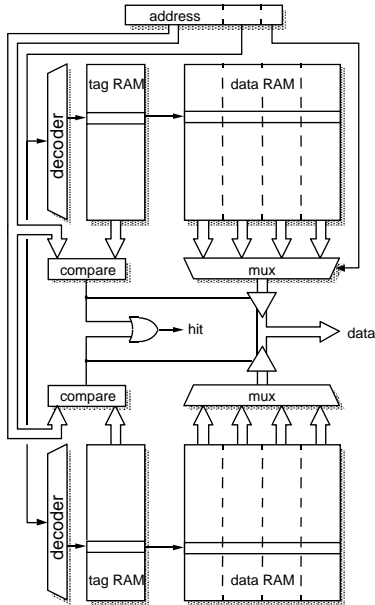 address
tag RAM
data RAM
decoder
compare
mux
hit
data
compare
mux
decoder
tag RAM
data RAM